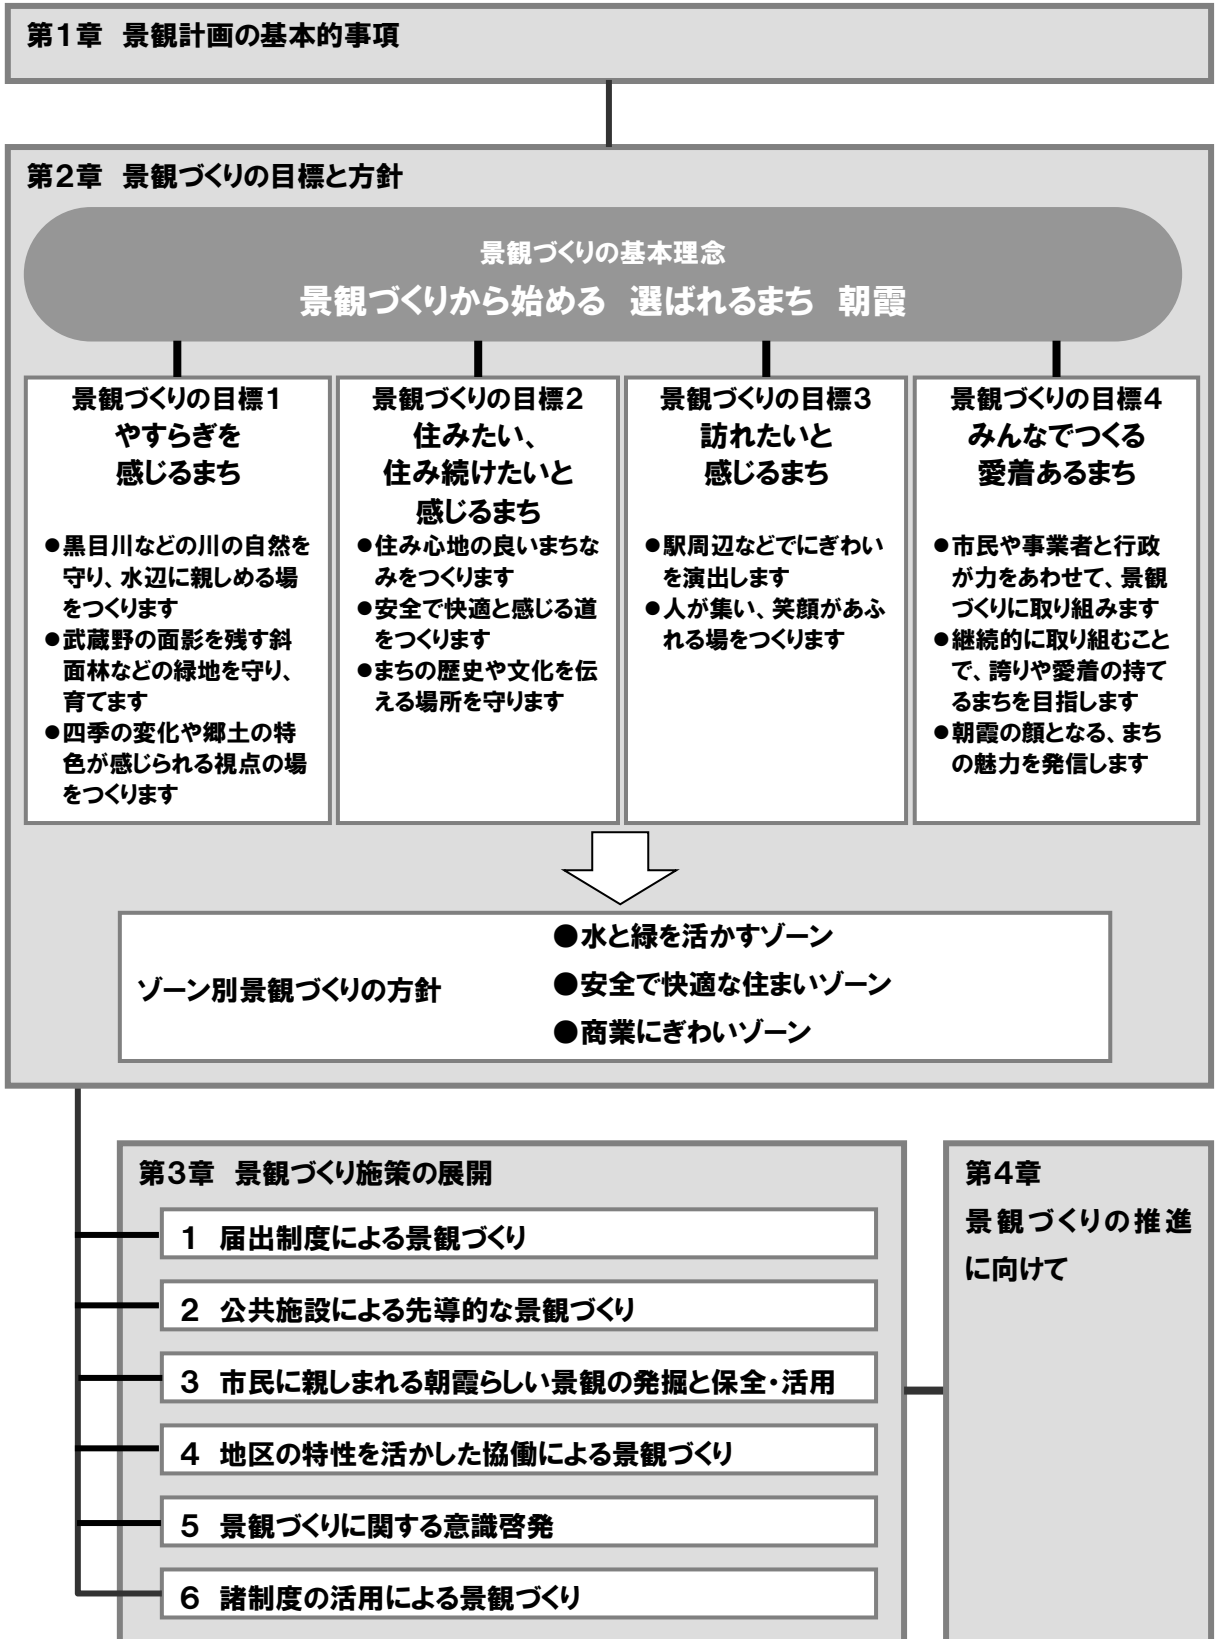 第1章 景観計画の基本的事項
第2章 景観づくりの目標と方針
景観づくりの基本理念
景観づくりから始める 選ばれるまち 朝霞
景観づくりの目標1
やすらぎを
感じるまち
●黒目川などの川の自然を
守り、水辺に親しめる場
をつくります
●武蔵野の面影を残す斜
面林などの緑地を守り、
育てます
●四季の変化や郷土の特
色が感じられる視点の場
をつくります
景観づくりの目標2
住みたい、
住み続けたいと
感じるまち
●住み心地の良いまちな
みをつくります
●安全で快適と感じる道
をつくります
●まちの歴史や文化を伝
える場所を守ります
景観づくりの目標3
訪れたいと
感じるまち
●駅周辺などでにぎわい
を演出します
●人が集い、笑顔があふ
れる場をつくります
景観づくりの目標4
みんなでつくる
愛着あるまち
●市民や事業者と行政
が力をあわせて、景観
づくりに取り組みます
●継続的に取り組むこと
で、誇りや愛着の持て
るまちを目指します
●朝霞の顔となる、まち
の魅力を発信します
ゾーン別景観づくりの方針
●水と緑を活かすゾーン
●安全で快適な住まいゾーン
●商業にぎわいゾーン
第3章 景観づくり施策の展開
1 届出制度による景観づくり
2 公共施設による先導的な景観づくり
3 市民に親しまれる朝霞らしい景観の発掘と保全・活用
4 地区の特性を活かした協働による景観づくり
5 景観づくりに関する意識啓発
6 諸制度の活用による景観づくり
第4章
景観づくりの推進
に向けて